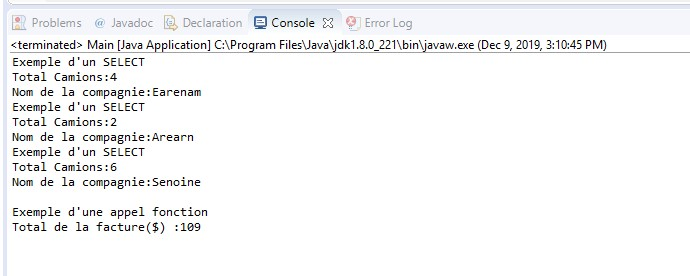 Problems @ Javadoc Declaration Console Error Log
<terminated> Main [Java Application] C:\Program Files\Java\jdk1.8.0_221\bin\javaw.exe (Dec 9, 2019, 3:10:45 PM)
Exemple d'un SELECT
Total Camions:4
Nom de la compagnie:Earenam
Exemple d'un SELECT
Total Camions:2
Nom de la compagnie:Arearn
Exemple d'un SELECT
Total Camions:6
Nom de la compagnie:Senoine

Exemple d'une appel fonction
Total de la facture($) :109